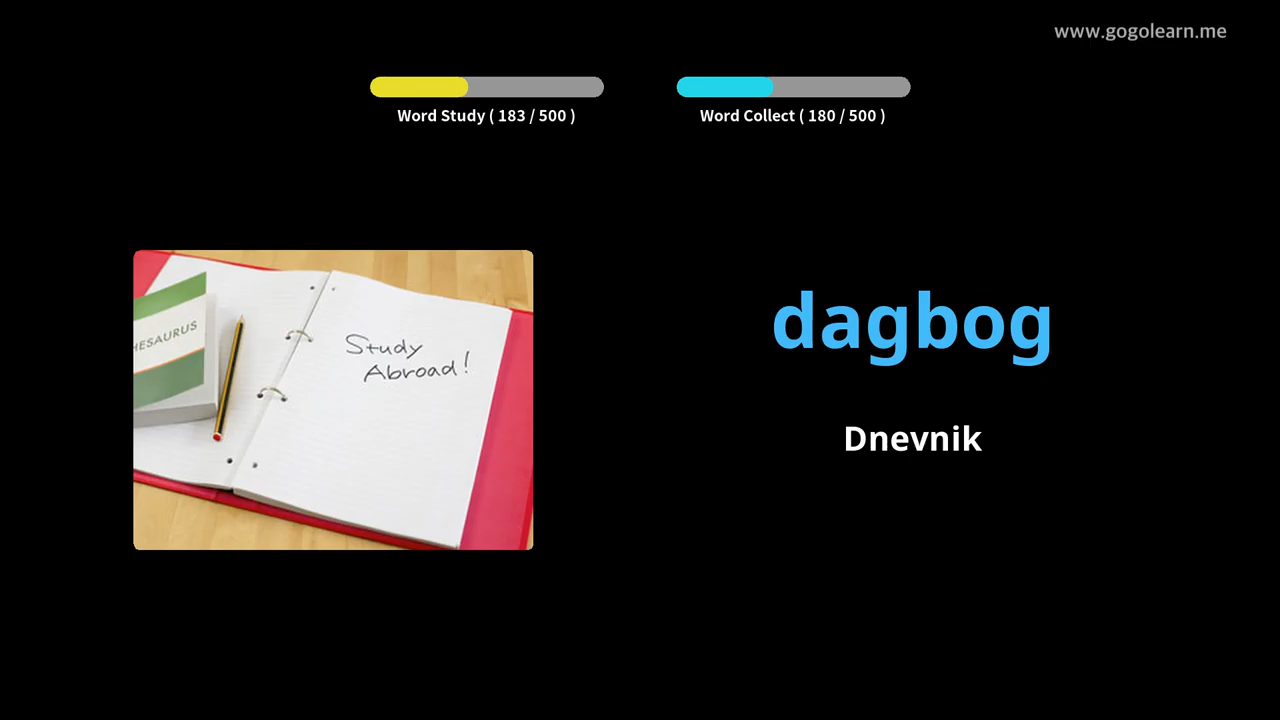 www.gogolearn.me
Word Study ( 183 / 500 )
Word Collect ( 180 / 500 )
HESAURUS
Study
Abroad!
dagbog
Dnevnik